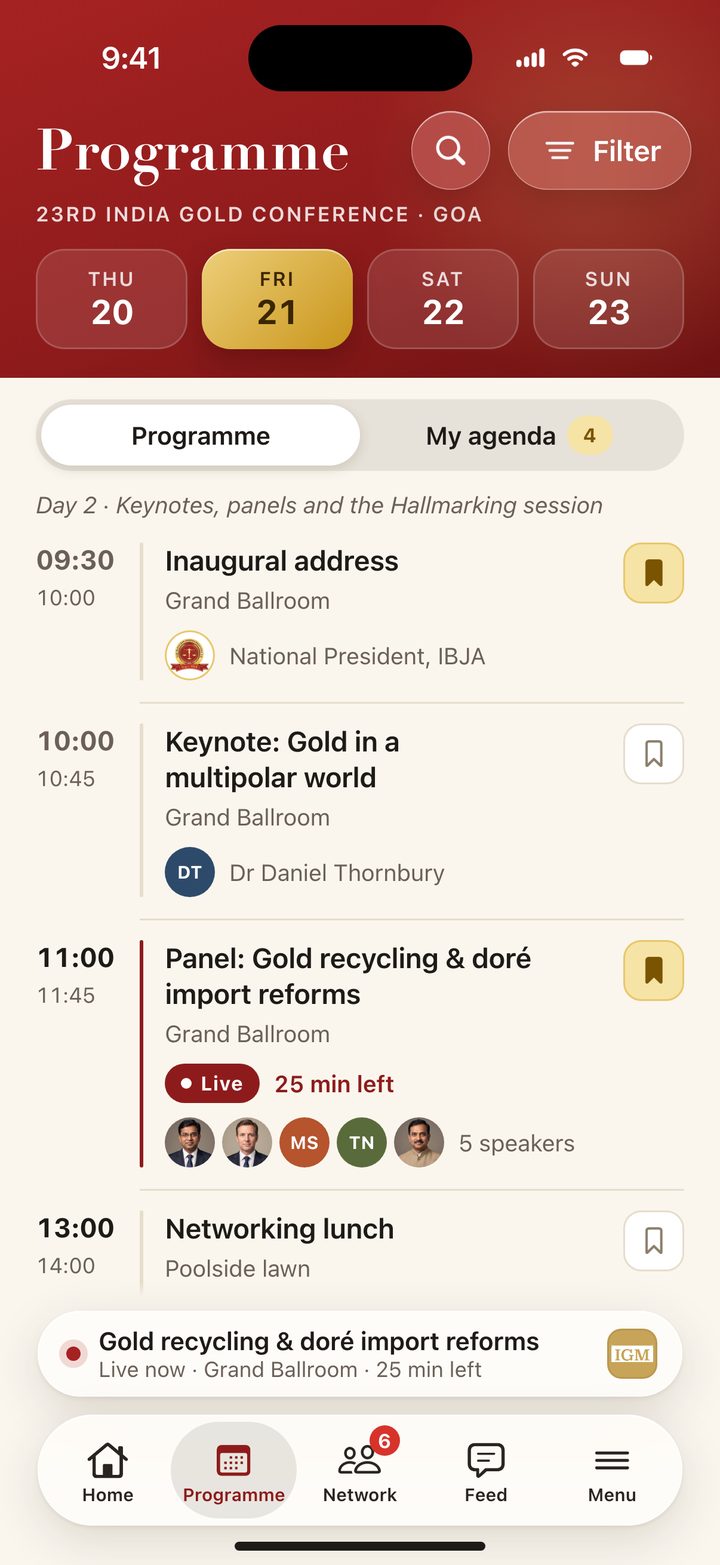 9:41
Programme
Filter
23RD INDIA GOLD CONFERENCE · GOA
THU
20
FRI
21
SAT
22
SUN
23
Programme
My agenda 4
Day 2 · Keynotes, panels and the Hallmarking session
09:30
10:00
Inaugural address
Grand Ballroom
National President, IBJA
10:00
10:45
Keynote: Gold in a
multipolar world
Grand Ballroom
DT
Dr Daniel Thornbury
11:00
11:45
Panel: Gold recycling & doré
import reforms
Grand Ballroom
Live
25 min left
MS
TN
5 speakers
13:00
14:00
Networking lunch
Poolside lawn
Gold recycling & doré import reforms
Live now · Grand Ballroom · 25 min left
IGM
6
Home
Programme
Network
Feed
Menu